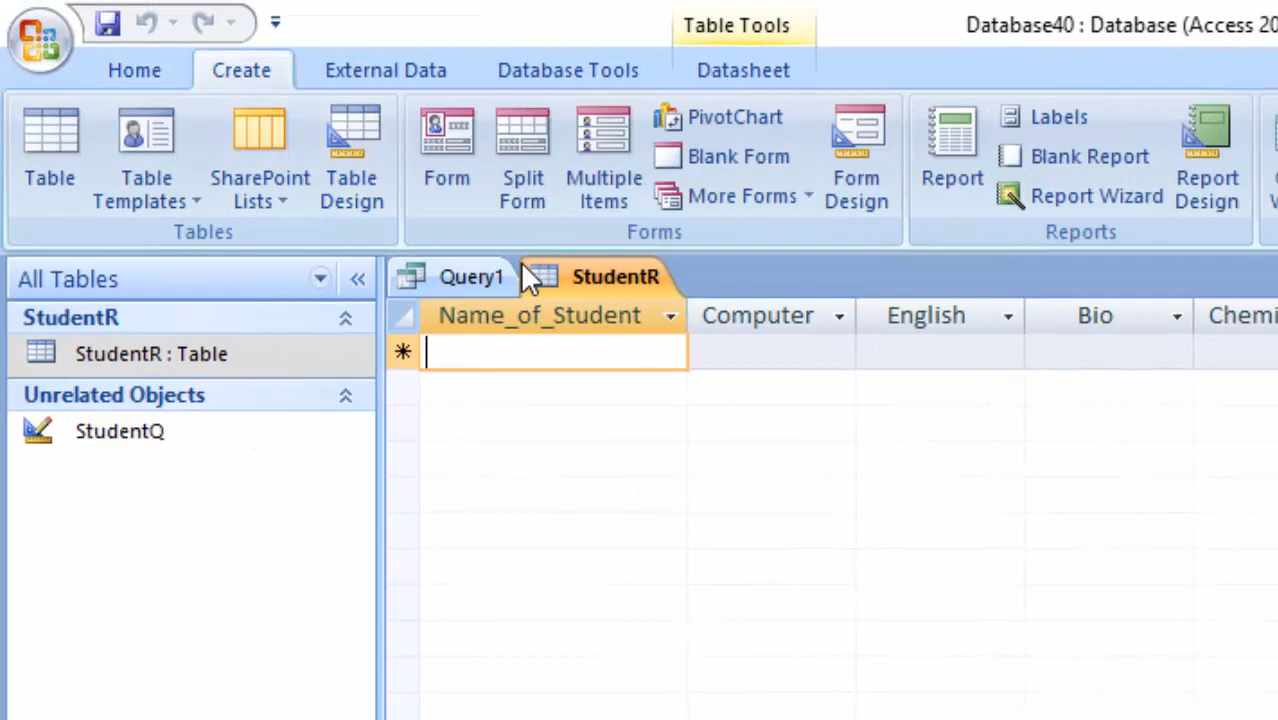 Table Tools
Database40 : Database (Access 20
Home
Create
External Data
Database Tools
Datasheet
Table
Table Templates
SharePoint Lists
Table Design
Tables
Form
Split Form
Multiple Items
PivotChart
Blank Form
More Forms
Form Design
Forms
Report
Labels
Blank Report
Report Wizard
Report Design
Reports
All Tables
StudentR
StudentR : Table
Unrelated Objects
StudentQ
Query1
StudentR
Name_of_Student
Computer
English
Bio
Chemi